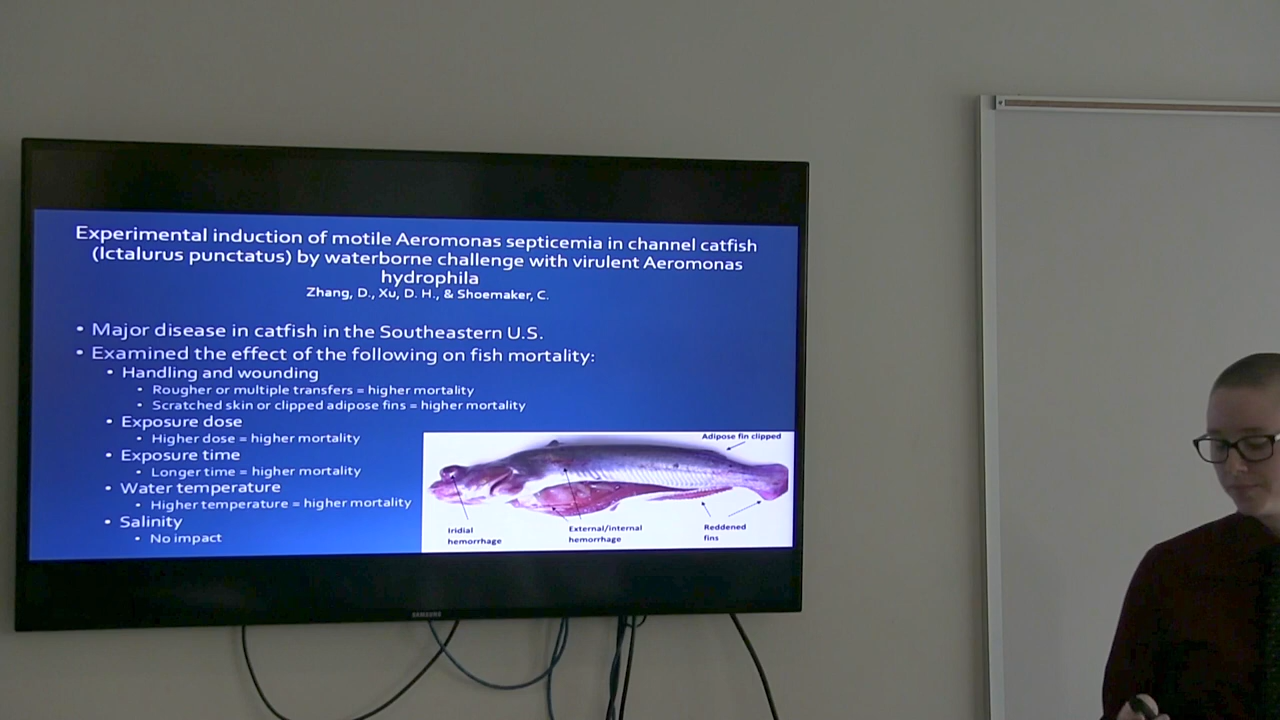 Experimental induction of motile Aeromonas septicemia in channel catfish
(Ictalurus punctatus) by waterborne challenge with virulent Aeromonas
hydrophila
Zhang, D., Xu, D. H., & Shoemaker, C.
• Major disease in catfish in the Southeastern U.S.
• Examined the effect of the following on fish mortality:
• Handling and wounding
• Rougher or multiple transfers = higher mortality
• Scratched skin or clipped adipose fins = higher mortality
• Exposure dose
• Higher dose = higher mortality
• Exposure time
• Longer time = higher mortality
• Water temperature
• Higher temperature = higher mortality
• Salinity
• No impact
Adipose fin clipped
Iridial
hemorrhage
External/internal
hemorrhage
Reddened
fins
SAMSUNG